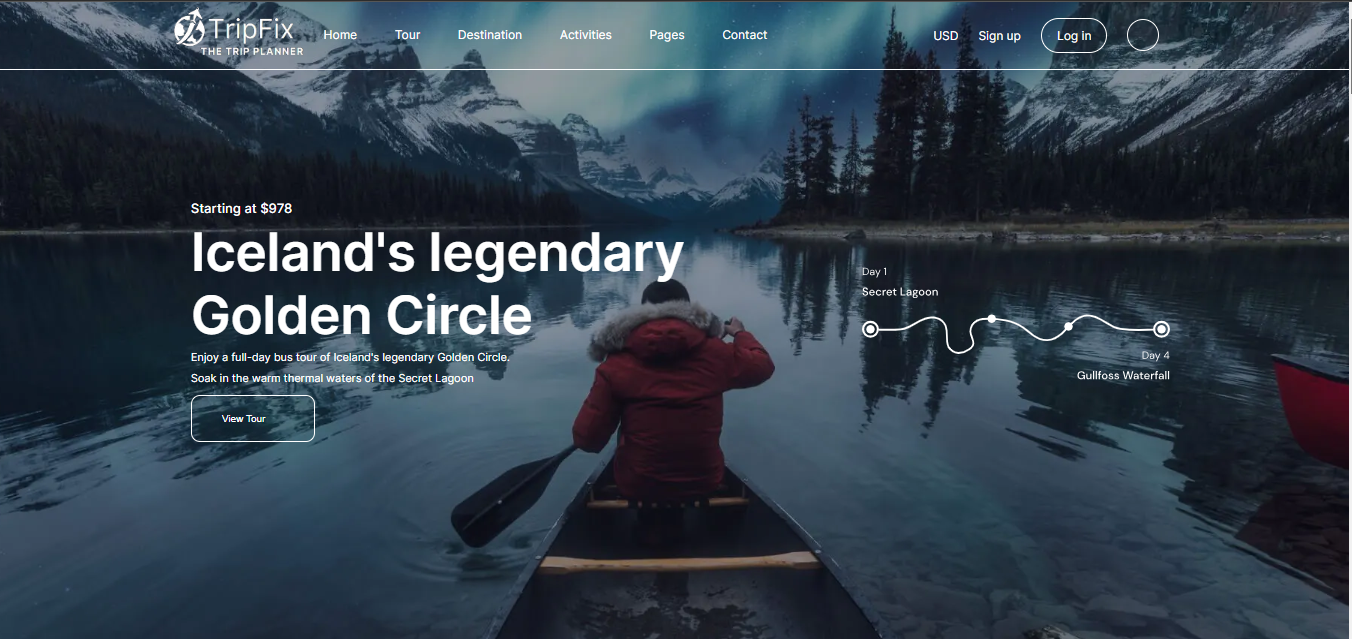 TripFix
THE TRIP PLANNER
Home
Tour
Destination
Activities
Pages
Contact
USD
Sign up
Log in
Starting at $978
Iceland's legendary
Golden Circle
Enjoy a full-day bus tour of Iceland's legendary Golden Circle.
Soak in the warm thermal waters of the Secret Lagoon
View Tour
Day 1
Secret Lagoon
Day 4
Gullfoss Waterfall